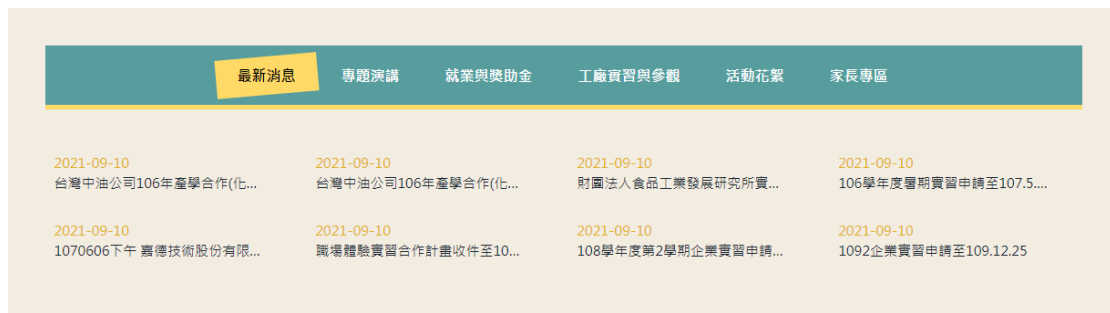 最新消息 專題演講 就業與獎助金 工廠實習與參觀 活動花絮 家長專區
2021-09-10 2021-09-10 2021-09-10 2021-09-10
台灣中油公司106年產學合作(化... 台灣中油公司106年產學合作(化... 財團法人食品工業發展研究所實... 106學年度暑期實習申請至107.5....
2021-09-10 2021-09-10 2021-09-10 2021-09-10
1070606下午 嘉德技術股份有限... 職場體驗實習合作計畫收件至10... 108學年度第2學期企業實習申請... 1092企業實習申請至109.12.25